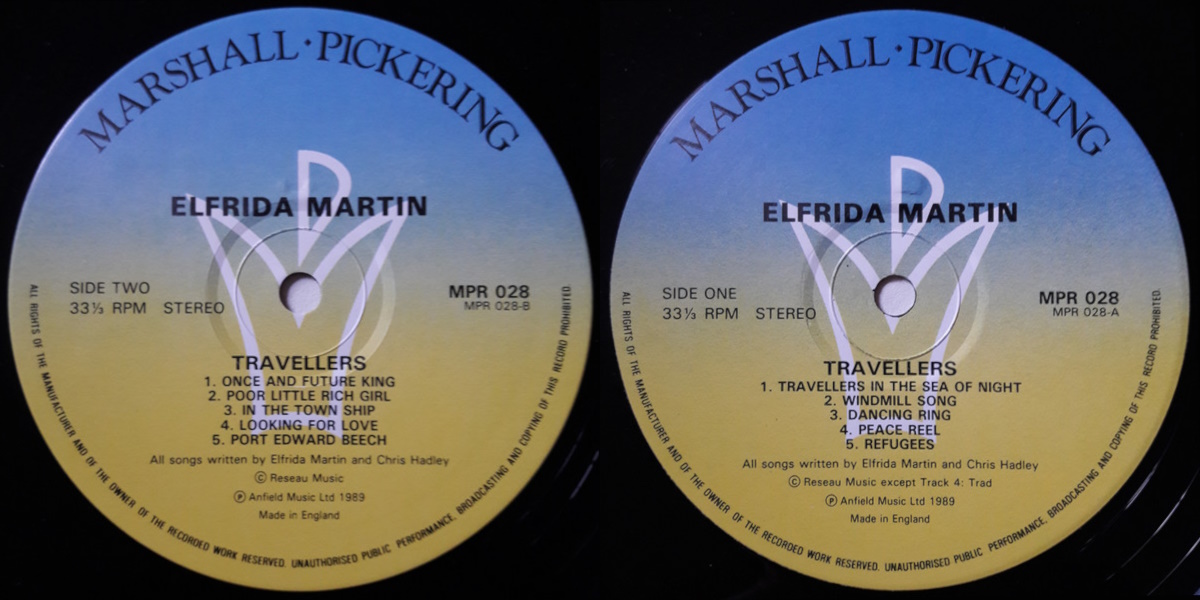 MARSHALL · PICKERING
ELFRIDA MARTIN
SIDE TWO
33⅓ RPM STEREO
MPR 028
MPR 028-B
TRAVELLERS
1. ONCE AND FUTURE KING
2. POOR LITTLE RICH GIRL
3. IN THE TOWN SHIP
4. LOOKING FOR LOVE
5. PORT EDWARD BEECH
All songs written by Elfrida Martin and Chris Hadley
© Reseau Music
℗ Anfield Music Ltd 1989
Made in England
ALL RIGHTS OF THE MANUFACTURER AND OF THE OWNER OF THE RECORDED WORK RESERVED. UNAUTHORISED PUBLIC PERFORMANCE, BROADCASTING AND COPYING OF THIS RECORD PROHIBITED.
MARSHALL · PICKERING
ELFRIDA MARTIN
SIDE ONE
33⅓ RPM STEREO
MPR 028
MPR 028-A
TRAVELLERS
1. TRAVELLERS IN THE SEA OF NIGHT
2. WINDMILL SONG
3. DANCING RING
4. PEACE REEL
5. REFUGEES
All songs written by Elfrida Martin and Chris Hadley
© Reseau Music except Track 4: Trad
℗ Anfield Music Ltd 1989
Made in England
ALL RIGHTS OF THE MANUFACTURER AND OF THE OWNER OF THE RECORDED WORK RESERVED. UNAUTHORISED PUBLIC PERFORMANCE, BROADCASTING AND COPYING OF THIS RECORD PROHIBITED.